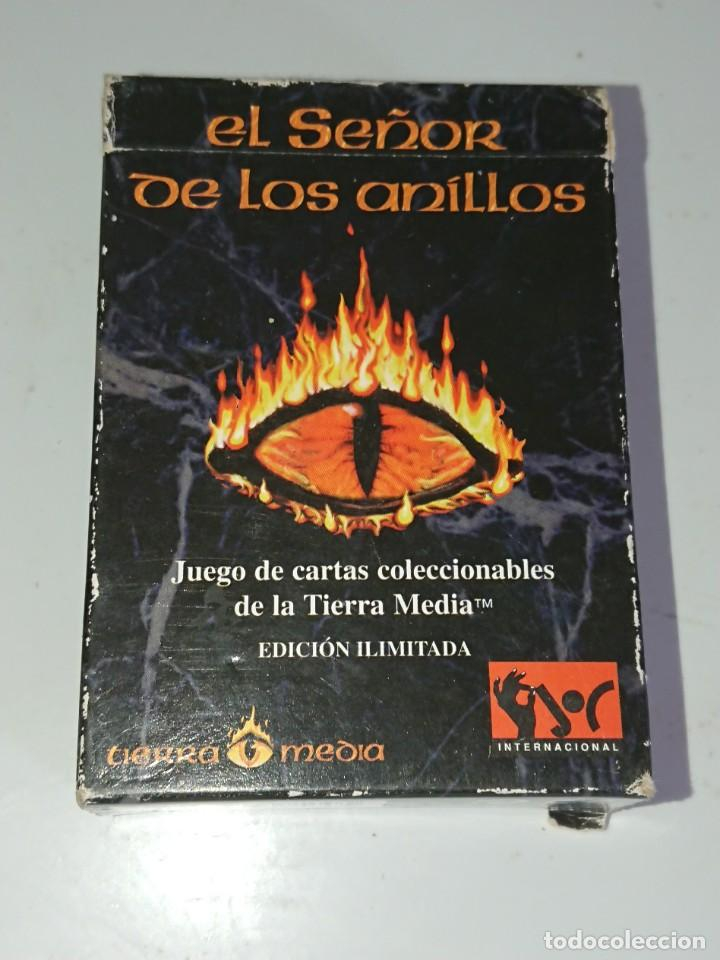 el Señor
de los anillos
Juego de cartas coleccionables
de la Tierra Media™
EDICIÓN ILIMITADA
tierra media
joc
INTERNACIONAL
todocoleccion